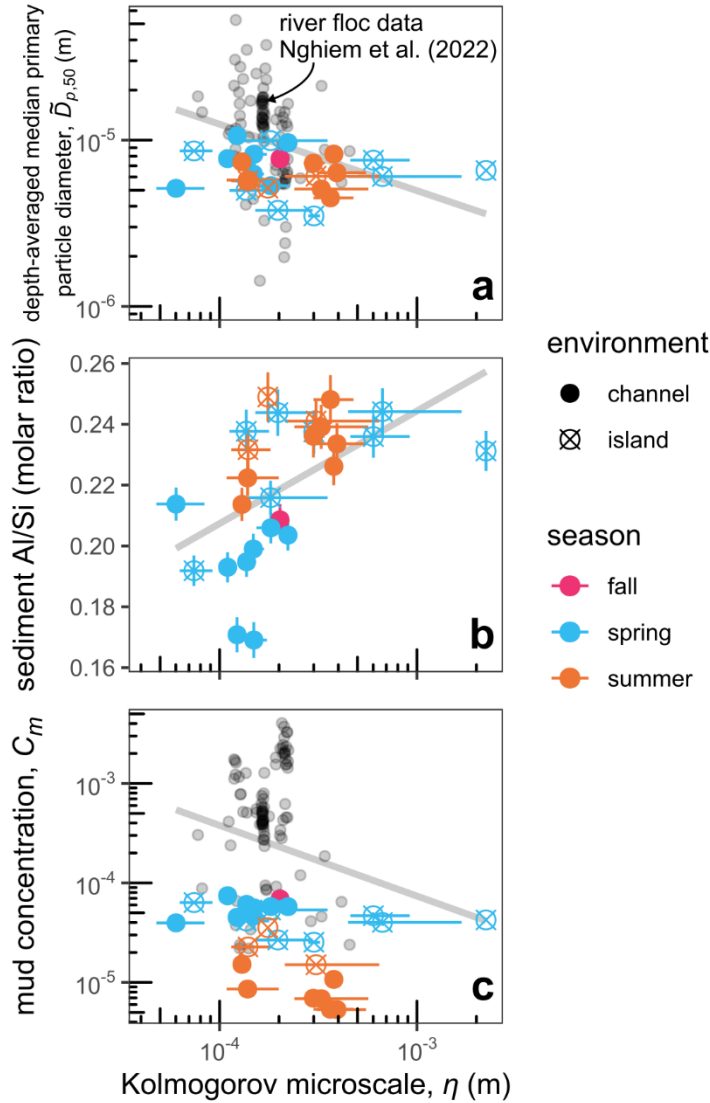 river floc data
Nghiem et al. (2022)
depth-averaged median primary
particle diameter, D̃p,50 (m)
10⁻⁵
10⁻⁶
a
sediment Al/Si (molar ratio)
0.26
0.24
0.22
0.20
0.18
0.16
b
environment
channel
island
season
fall
spring
summer
mud concentration, Cm
10⁻³
10⁻⁴
10⁻⁵
c
10⁻⁴
10⁻³
Kolmogorov microscale, η (m)